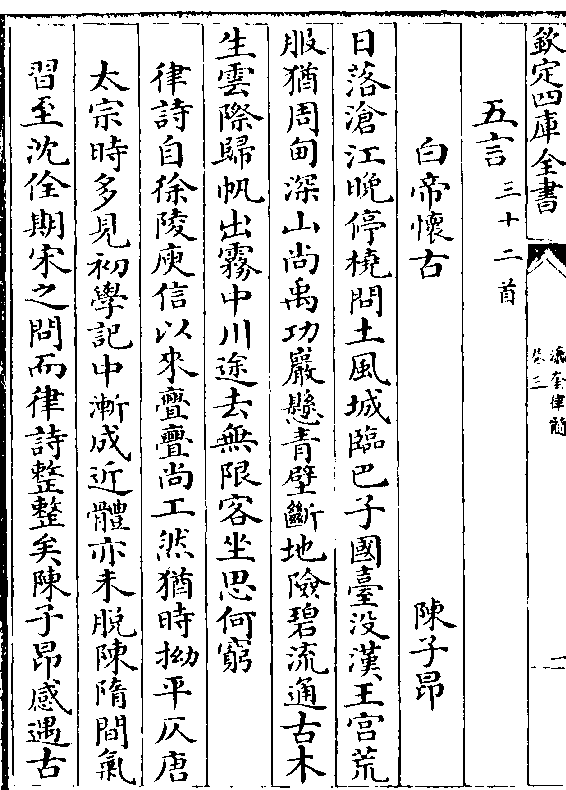 欽定四庫全書
瀛奎律髓
卷三
一
五言三十二首
白帝懷古　陳子昂
日落滄江晚停橈問土風城臨巴子國臺沒漢王宮荒
服猶周甸深山尚禹功巖懸青壁斷地險碧流通古木
生雲際歸帆出霧中川途去無限客坐思何窮
律詩自徐陵庾信以來亹亹尚工然猶時拗平仄唐
太宗時多見初學記中漸成近體亦未脫陳隋間氣
習至沈佺期宋之問而律詩整整矣陳子昂感遇古